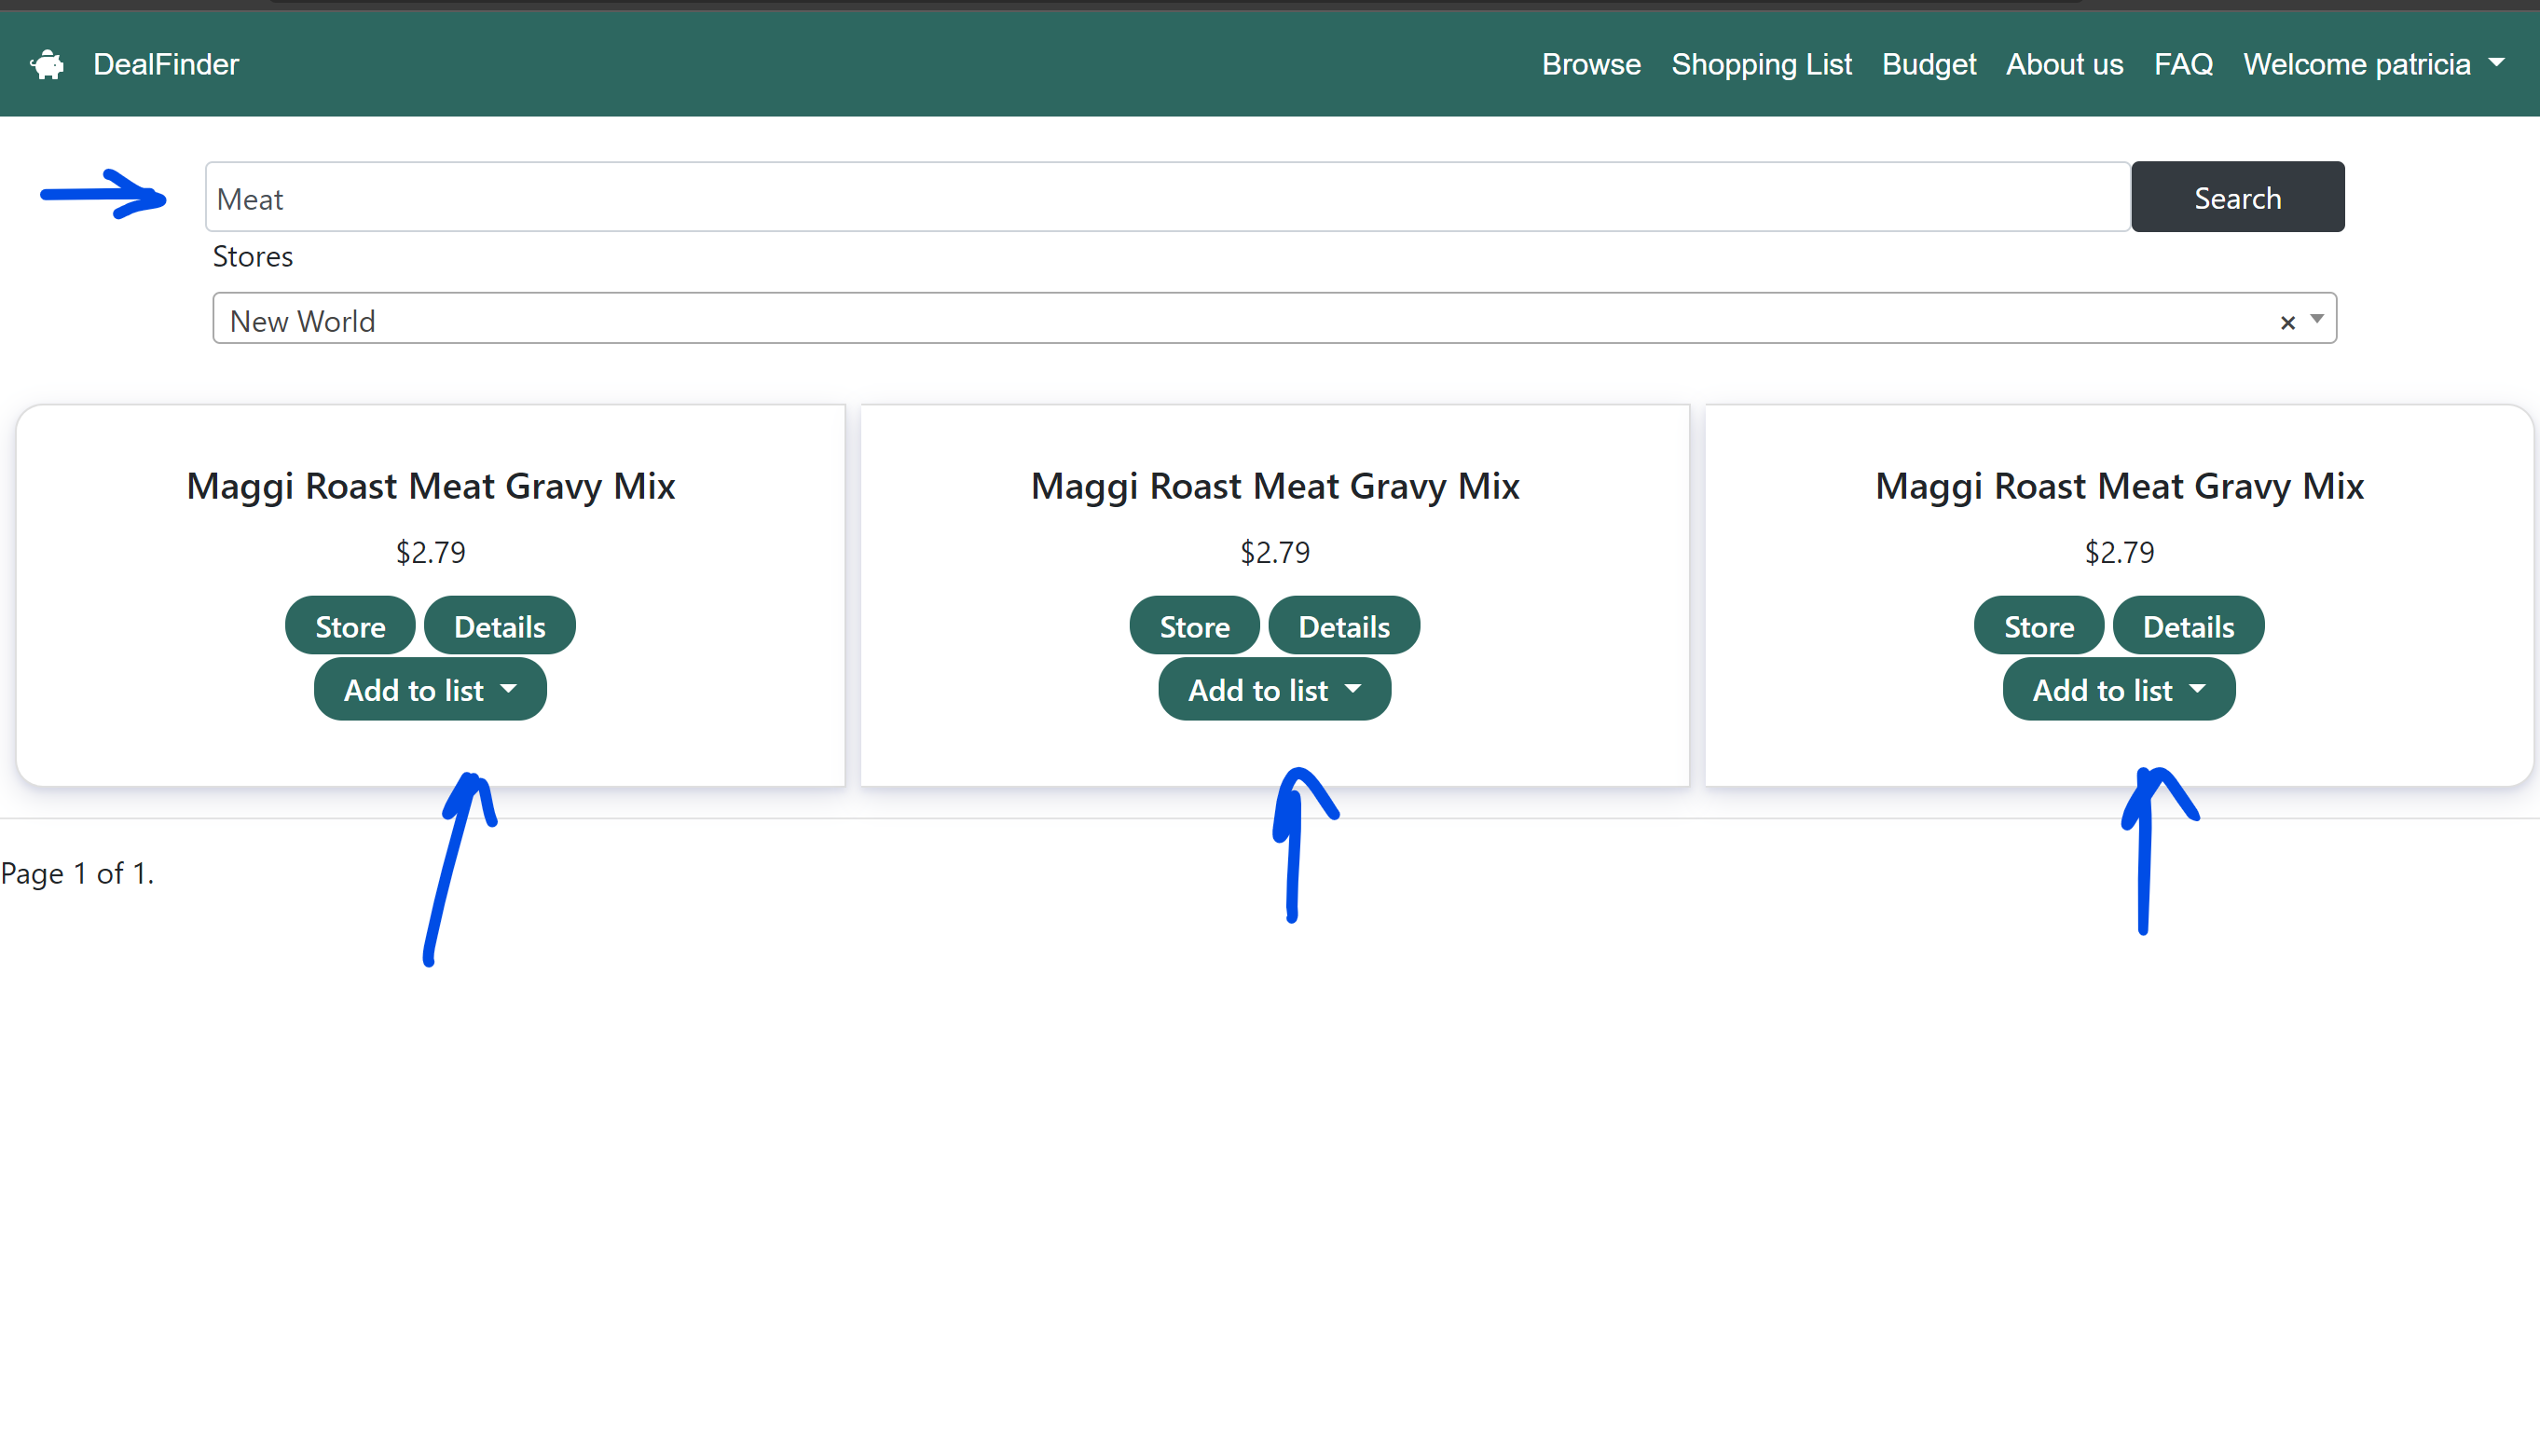 DealFinder Browse Shopping List Budget About us FAQ Welcome patricia
Meat Search
Stores
New World ×
Maggi Roast Meat Gravy Mix Maggi Roast Meat Gravy Mix Maggi Roast Meat Gravy Mix
$2.79 $2.79 $2.79
Store Details Store Details Store Details
Add to list Add to list Add to list
Page 1 of 1.